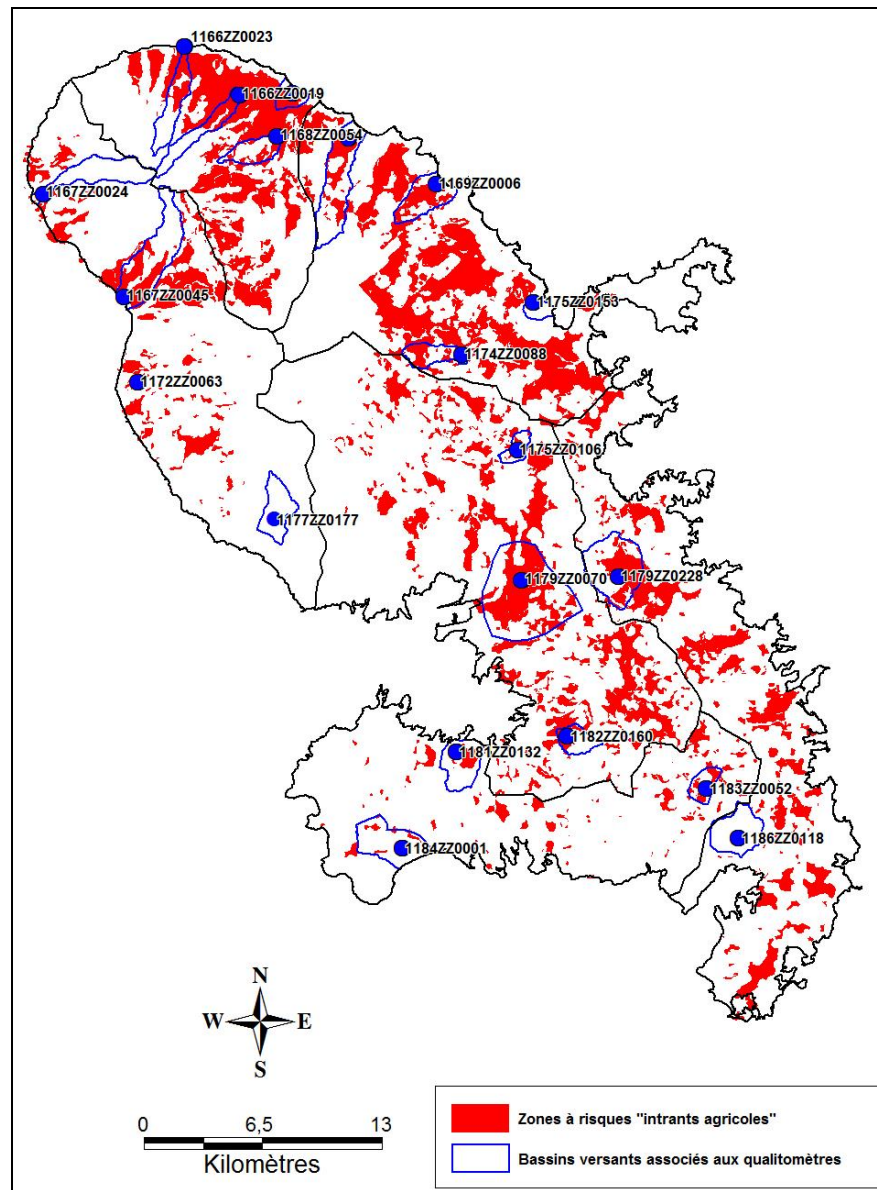 1166ZZ0023
1166ZZ0019
1168ZZ0054
1169ZZ0006
1167ZZ0024
1167ZZ0045
1175ZZ0153
1174ZZ0088
1172ZZ0063
1175ZZ0106
1177ZZ0177
1179ZZ0070
1179ZZ0228
1182ZZ0160
1181ZZ0132
1183ZZ0052
1186ZZ0118
1184ZZ0001
N
W
E
S
0
6,5
13
Kilomètres
Zones à risques "intrants agricoles"
Bassins versants associés aux qualitomètres